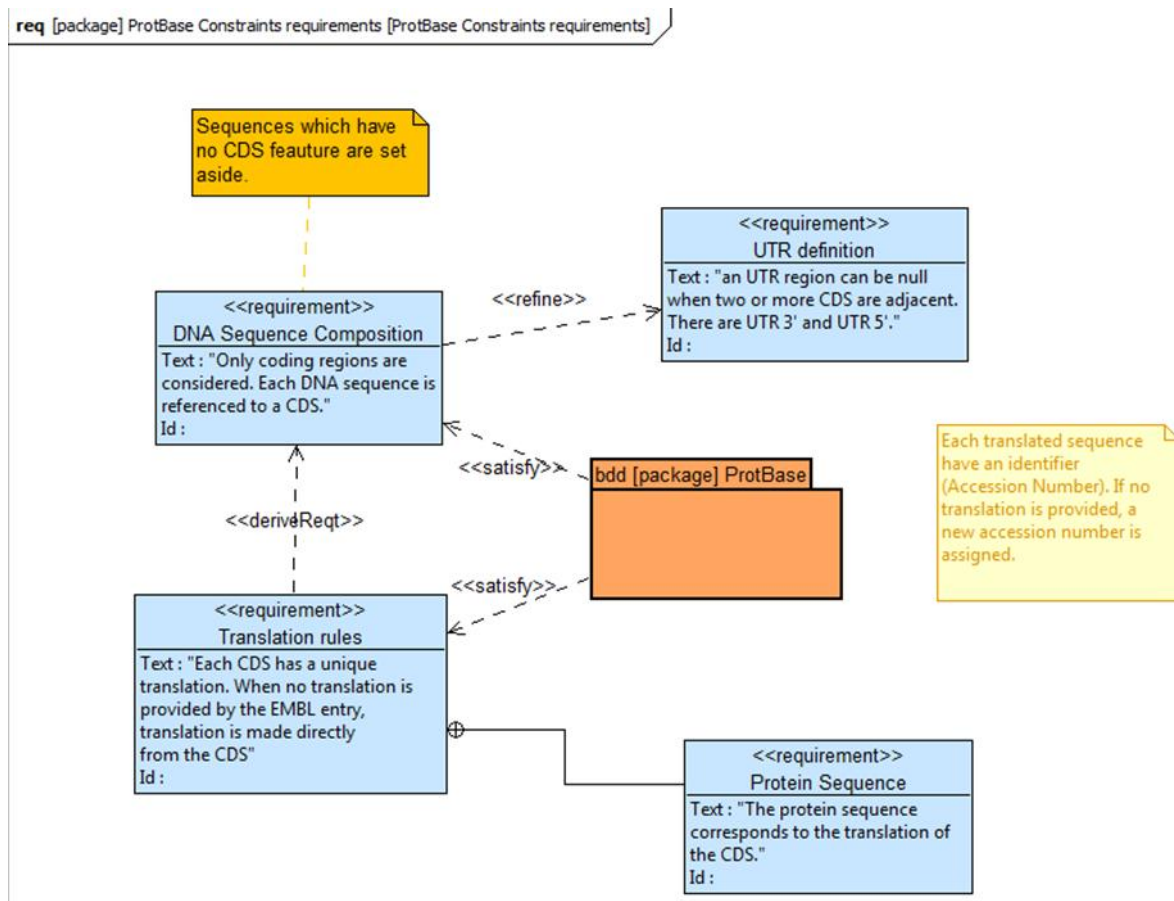 req [package] ProtBase Constraints requirements [ProtBase Constraints requirements]
Sequences which have
no CDS feauture are set
aside.
<<requirement>>
UTR definition
Text : "an UTR region can be null
when two or more CDS are adjacent.
There are UTR 3' and UTR 5'."
Id :
<<refine>>
<<requirement>>
DNA Sequence Composition
Text : "Only coding regions are
considered. Each DNA sequence is
referenced to a CDS."
Id :
Each translated sequence
have an identifier
(Accession Number). If no
translation is provided, a
new accession number is
assigned.
<<satisfy>>
bdd [package] ProtBase
<<deriveReqt>>
<<satisfy>>
<<requirement>>
Translation rules
Text : "Each CDS has a unique
translation. When no translation is
provided by the EMBL entry,
translation is made directly
from the CDS"
Id :
<<requirement>>
Protein Sequence
Text : "The protein sequence
corresponds to the translation of
the CDS."
Id :